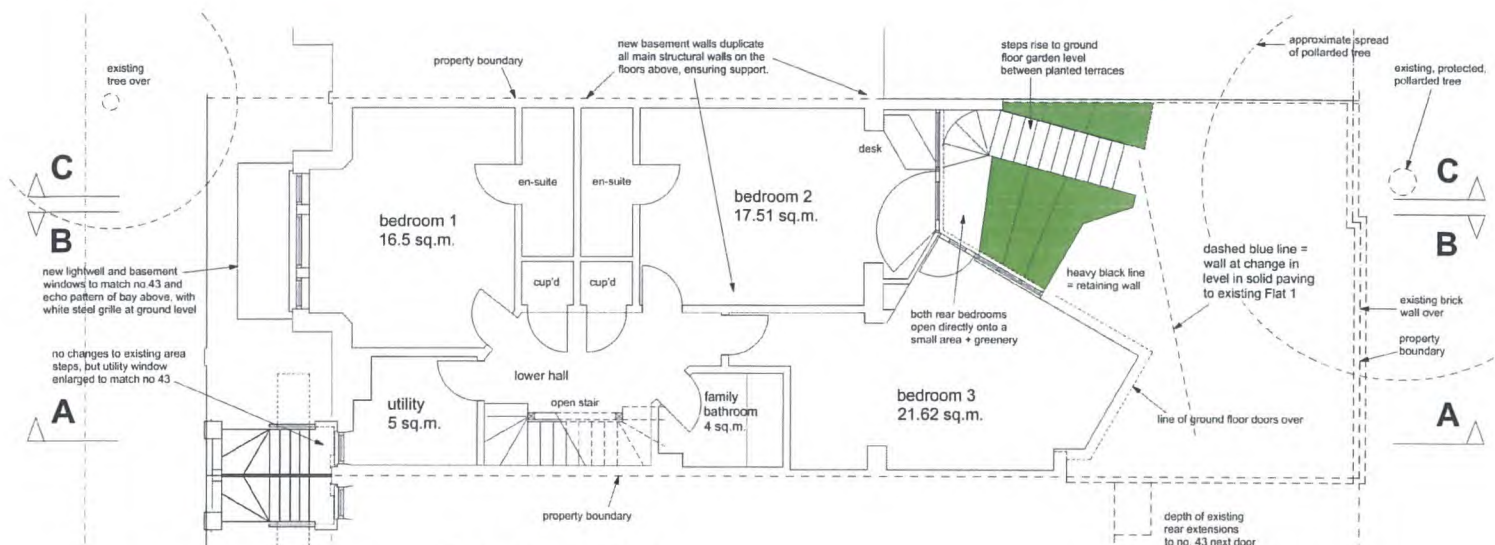 existing
tree over
property boundary
new basement walls duplicate
all main structural walls on the
floors above, ensuring support.
steps rise to ground
floor garden level
between planted terraces
approximate spread
of pollarded tree
existing, protected,
pollarded tree
C
B
A
new lightwell and basement
windows to match no.43 and
echo pattern of bay above, with
white steel grille at ground level
no changes to existing area
steps, but utility window
enlarged to match no 43
bedroom 1
16.5 sq.m.
en-suite
en-suite
cup'd
cup'd
bedroom 2
17.51 sq.m.
desk
lower hall
open stair
utility
5 sq.m.
family
bathroom
4 sq.m.
both rear bedrooms
open directly onto a
small area + greenery
heavy black line
= retaining wall
bedroom 3
21.62 sq.m.
dashed blue line =
wall at change in
level in solid paving
to existing Flat 1
existing brick
wall over
property
boundary
line of ground floor doors over
C
B
A
property boundary
depth of existing
rear extensions
to no. 43 next door